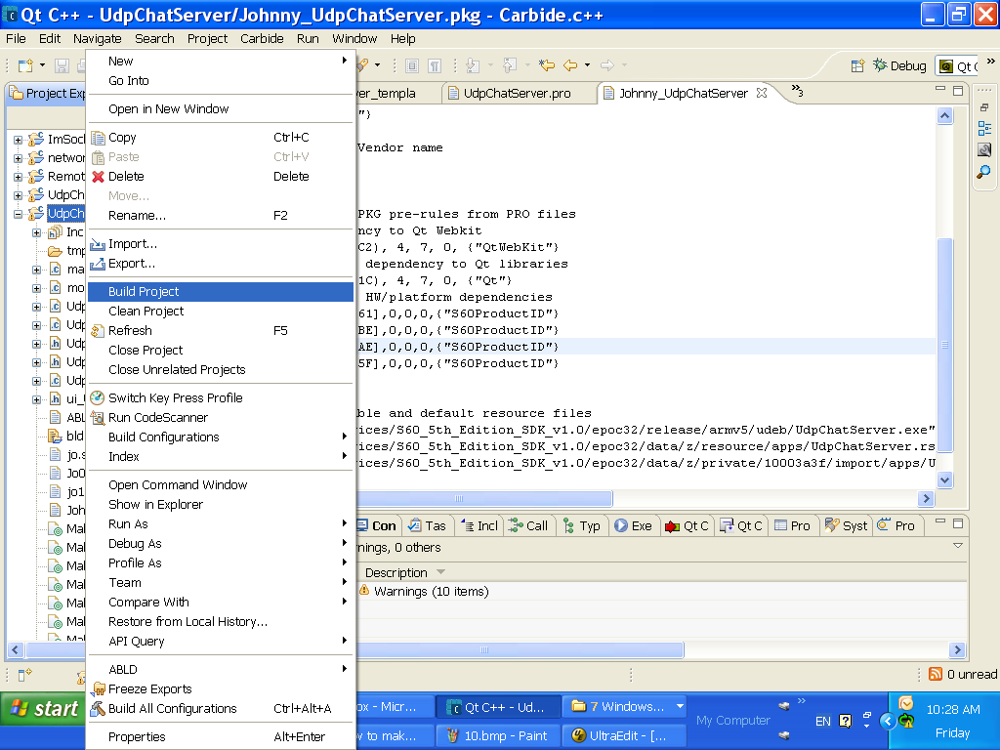 Qt C++ - UdpChatServer/Johnny_UdpChatServer.pkg - Carbide.c++
File Edit Navigate Search Project Carbide Run Window Help
Debug Qt C »
Project Exp ver_templa UdpChatServer.pro Johnny_UdpChatServer »3
ImSock
networ
Remot
UdpCh
UdpCh
Inc
tmp
ma
mo
Udp
Udp
Udp
Udp
Udp
ui_
ABL
bld
jo.s
Jo0
jo1
Joh
Mal
Mal
Mal
Mal
Mal
Mal
Mal
New
Go Into
Open in New Window
Copy Ctrl+C
Paste Ctrl+V
Delete Delete
Move...
Rename... F2
Import...
Export...
Build Project
Clean Project
Refresh F5
Close Project
Close Unrelated Projects
Switch Key Press Profile
Run CodeScanner
Build Configurations
Index
Open Command Window
Show in Explorer
Run As
Debug As
Profile As
Team
Compare With
Restore from Local History...
API Query
ABLD
Freeze Exports
Build All Configurations Ctrl+Alt+A
Properties Alt+Enter
"}
Vendor name
PKG pre-rules from PRO files
ncy to Qt Webkit
C2), 4, 7, 0, {"QtWebKit"}
dependency to Qt libraries
1C), 4, 7, 0, {"Qt"}
HW/platform dependencies
61],0,0,0,{"S60ProductID"}
BE],0,0,0,{"S60ProductID"}
AE],0,0,0,{"S60ProductID"}
5F],0,0,0,{"S60ProductID"}
ble and default resource files
ices/S60_5th_Edition_SDK_v1.0/epoc32/release/armv5/udeb/UdpChatServer.exe"
ices/S60_5th_Edition_SDK_v1.0/epoc32/data/z/resource/apps/UdpChatServer.rs
ices/S60_5th_Edition_SDK_v1.0/epoc32/data/z/private/10003a3f/import/apps/U
Con Tas Incl Call Typ Exe Qt C Qt C Pro Syst Pro
nings, 0 others
Description
Warnings (10 items)
0 unread
start
ox - Micr... Qt C++ - Ud... 7 Windows...
w to mak... 10.bmp - Paint UltraEdit - [...
My Computer »
EN ?
10:28 AM
Friday